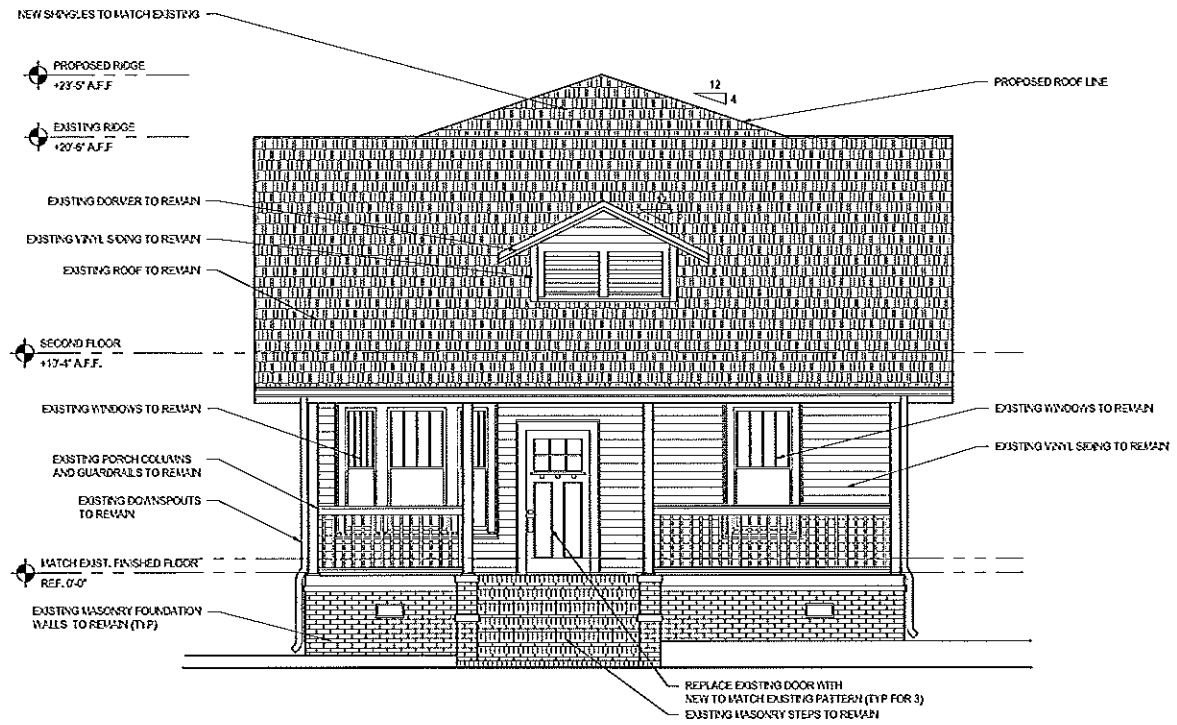 NEW SHINGLES TO MATCH EXISTING
PROPOSED RIDGE
+23'-5" A.F.F
EXISTING RIDGE
+20'-6" A.F.F
12
4
PROPOSED ROOF LINE
EXISTING DORMER TO REMAIN
EXISTING VINYL SIDING TO REMAIN
EXISTING ROOF TO REMAIN
SECOND FLOOR
+10'-4" A.F.F.
EXISTING WINDOWS TO REMAIN
EXISTING PORCH COLUMNS
AND GUARDRAILS TO REMAIN
EXISTING DOWNSPOUTS
TO REMAIN
EXISTING WINDOWS TO REMAIN
EXISTING VINYL SIDING TO REMAIN
MATCH EXIST. FINISHED FLOOR
REF. 0'-0"
EXISTING MASONRY FOUNDATION
WALLS TO REMAIN (TYP)
REPLACE EXISTING DOOR WITH
NEW TO MATCH EXISTING PATTERN (TYP FOR 3)
EXISTING MASONRY STEPS TO REMAIN